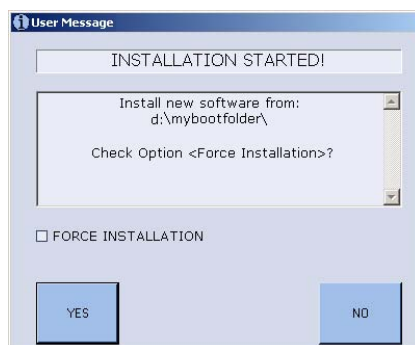 User Message
INSTALLATION STARTED!
Install new software from:
d:\mybootfolder\
Check Option <Force Installation>?
FORCE INSTALLATION
YES
NO